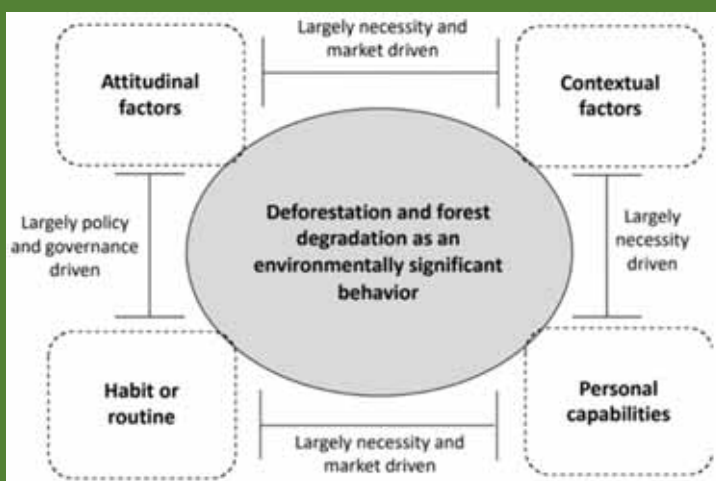 Largely necessity and
market driven
Attitudinal
factors
Contextual
factors
Deforestation and forest
degradation as an
environmentally significant
behavior
Largely policy
and governance
driven
Largely
necessity
driven
Habit or
routine
Personal
capabilities
Largely necessity and
market driven